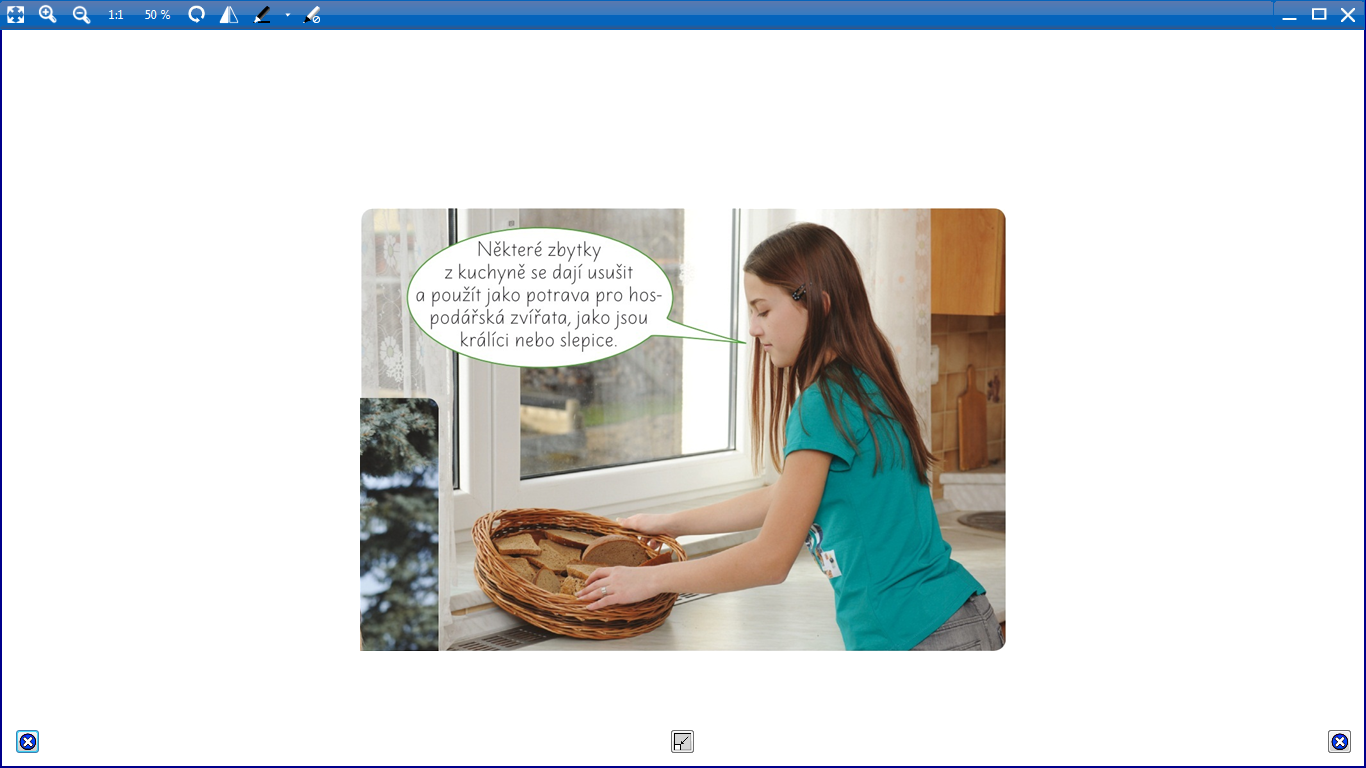 1:1
50 %
Některé zbytky
z kuchyně se dají usušit
a použít jako potrava pro hos-
podářská zvířata, jako jsou
králíci nebo slepice.